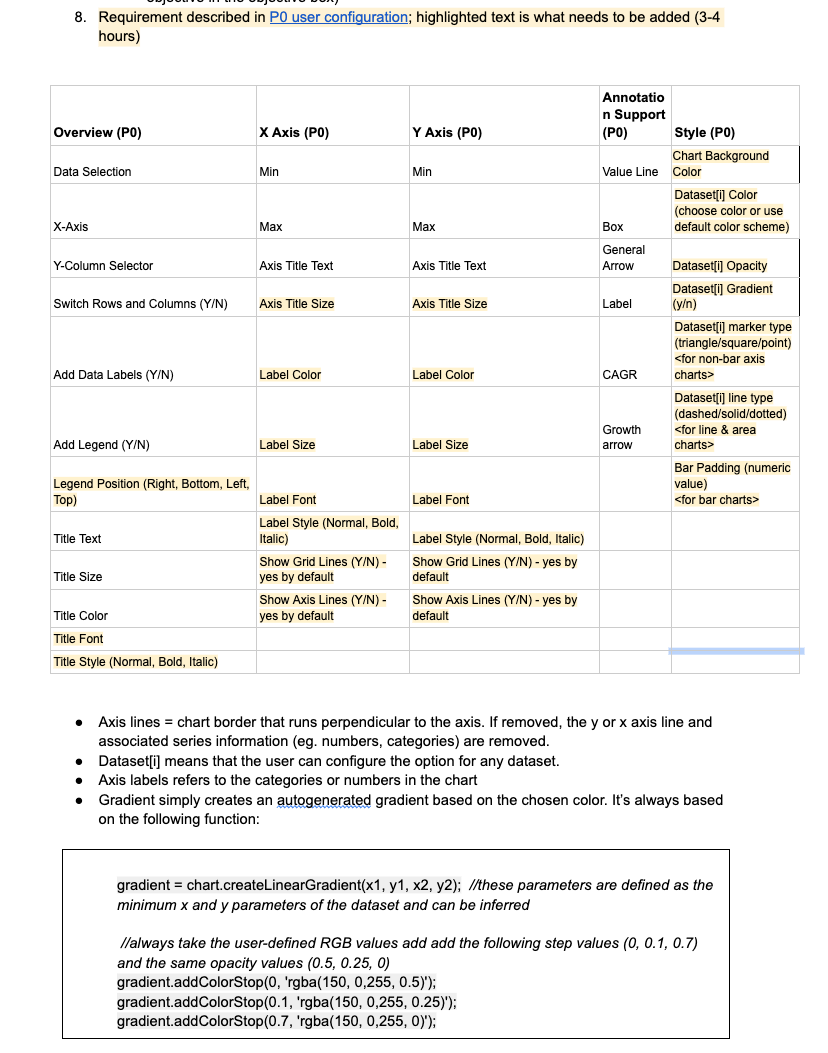 objective in the objective box)
8. Requirement described in P0 user configuration; highlighted text is what needs to be added (3-4
hours)
Overview (P0)
X Axis (P0)
Y Axis (P0)
Annotatio
n Support
(P0)
Style (P0)
Data Selection
Min
Min
Value Line
Chart Background
Color
X-Axis
Max
Max
Box
Dataset[i] Color
(choose color or use
default color scheme)
Y-Column Selector
Axis Title Text
Axis Title Text
General
Arrow
Dataset[i] Opacity
Switch Rows and Columns (Y/N)
Axis Title Size
Axis Title Size
Label
Dataset[i] Gradient
(y/n)
Add Data Labels (Y/N)
Label Color
Label Color
CAGR
Dataset[i] marker type
(triangle/square/point)
<for non-bar axis
charts>
Add Legend (Y/N)
Label Size
Label Size
Growth
arrow
Dataset[i] line type
(dashed/solid/dotted)
<for line & area
charts>
Legend Position (Right, Bottom, Left,
Top)
Label Font
Label Font
Bar Padding (numeric
value)
<for bar charts>
Title Text
Label Style (Normal, Bold,
Italic)
Label Style (Normal, Bold, Italic)
Title Size
Show Grid Lines (Y/N) -
yes by default
Show Grid Lines (Y/N) - yes by
default
Title Color
Show Axis Lines (Y/N) -
yes by default
Show Axis Lines (Y/N) - yes by
default
Title Font
Title Style (Normal, Bold, Italic)
● Axis lines = chart border that runs perpendicular to the axis. If removed, the y or x axis line and
associated series information (eg. numbers, categories) are removed.
● Dataset[i] means that the user can configure the option for any dataset.
● Axis labels refers to the categories or numbers in the chart
● Gradient simply creates an autogenerated gradient based on the chosen color. It's always based
on the following function:
gradient = chart.createLinearGradient(x1, y1, x2, y2); //these parameters are defined as the
minimum x and y parameters of the dataset and can be inferred
//always take the user-defined RGB values add add the following step values (0, 0.1, 0.7)
and the same opacity values (0.5, 0.25, 0)
gradient.addColorStop(0, 'rgba(150, 0,255, 0.5)');
gradient.addColorStop(0.1, 'rgba(150, 0,255, 0.25)');
gradient.addColorStop(0.7, 'rgba(150, 0,255, 0)');